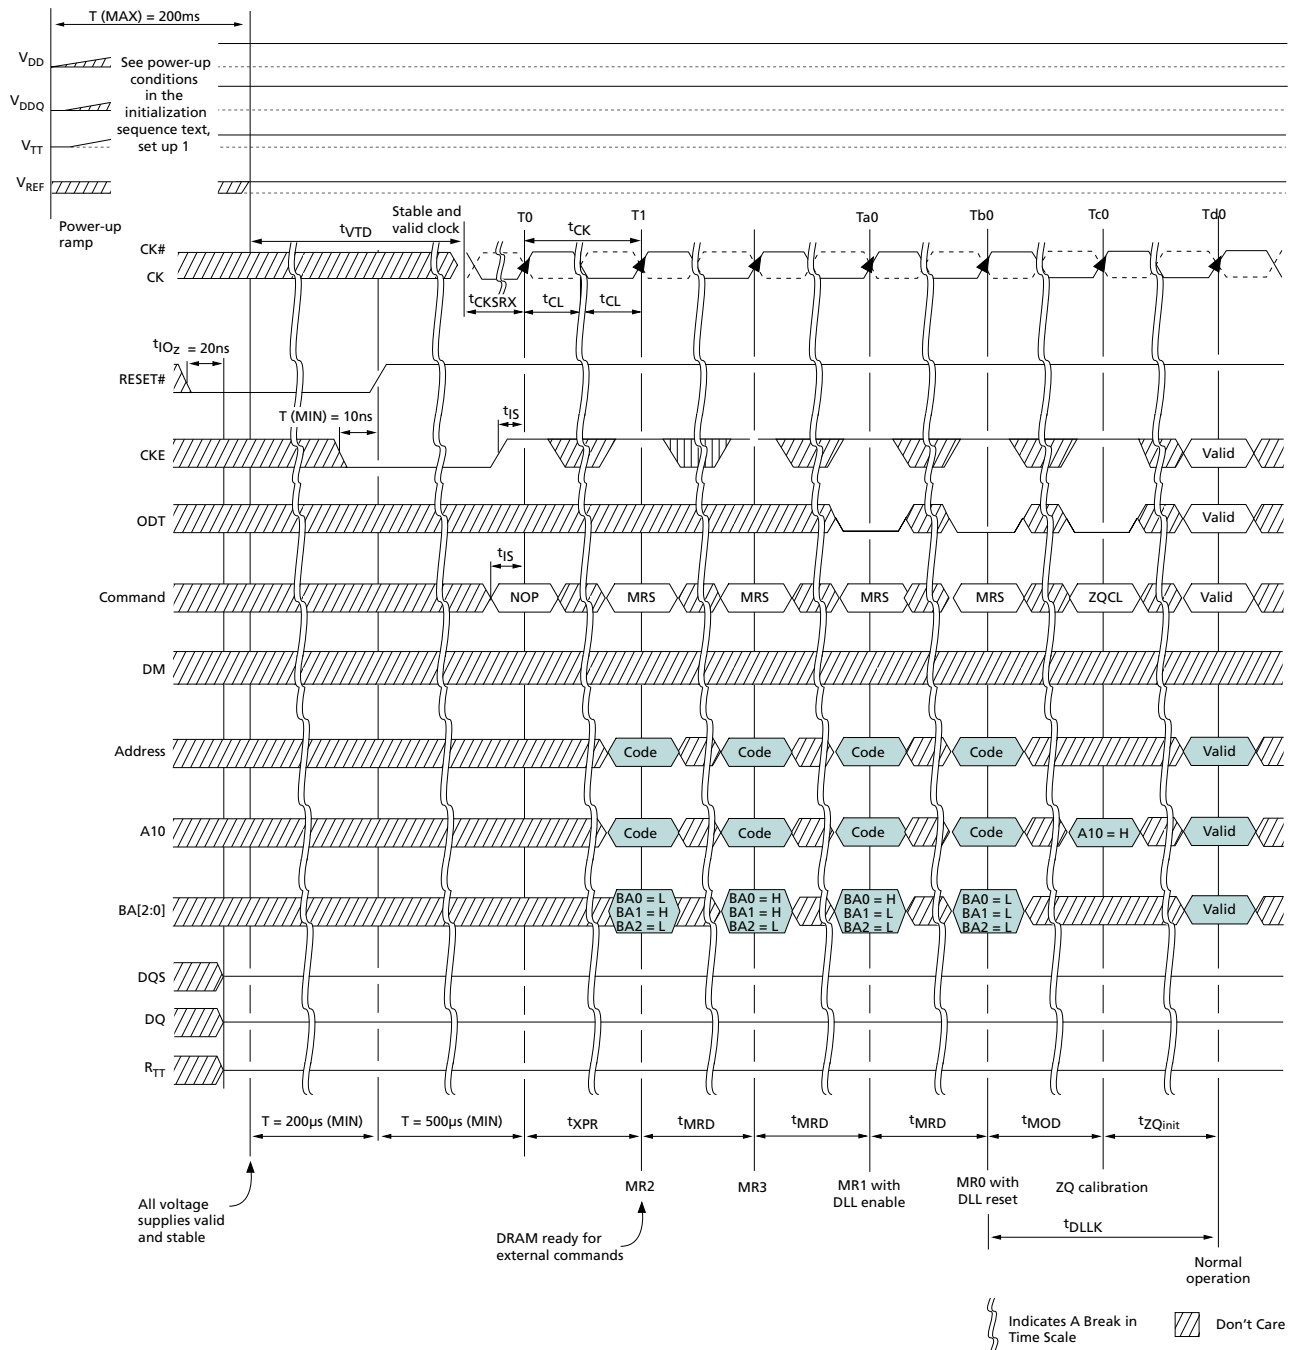 T (MAX) = 200ms
VDD
See power-up
conditions
in the
initialization
sequence text,
set up 1
VDDQ
VTT
VREF
Power-up
ramp
tVTD
Stable and
valid clock
T0
T1
Ta0
Tb0
Tc0
Td0
tCK
CK#
CK
tCKSRX
tCL
tCL
tIOz = 20ns
RESET#
T (MIN) = 10ns
tIS
CKE
Valid
ODT
Valid
tIS
Command
NOP
MRS
MRS
MRS
MRS
ZQCL
Valid
DM
Address
Code
Code
Code
Code
Valid
A10
Code
Code
Code
Code
A10 = H
Valid
BA[2:0]
BA0 = L
BA1 = H
BA2 = L
BA0 = H
BA1 = H
BA2 = L
BA0 = H
BA1 = L
BA2 = L
BA0 = L
BA1 = L
BA2 = L
Valid
DQS
DQ
RTT
T = 200µs (MIN)
T = 500µs (MIN)
tXPR
tMRD
tMRD
tMRD
tMOD
tZQinit
MR2
MR3
MR1 with
DLL enable
MR0 with
DLL reset
ZQ calibration
All voltage
supplies valid
and stable
DRAM ready for
external commands
tDLLK
Normal
operation
Indicates A Break in
Time Scale
Don't Care